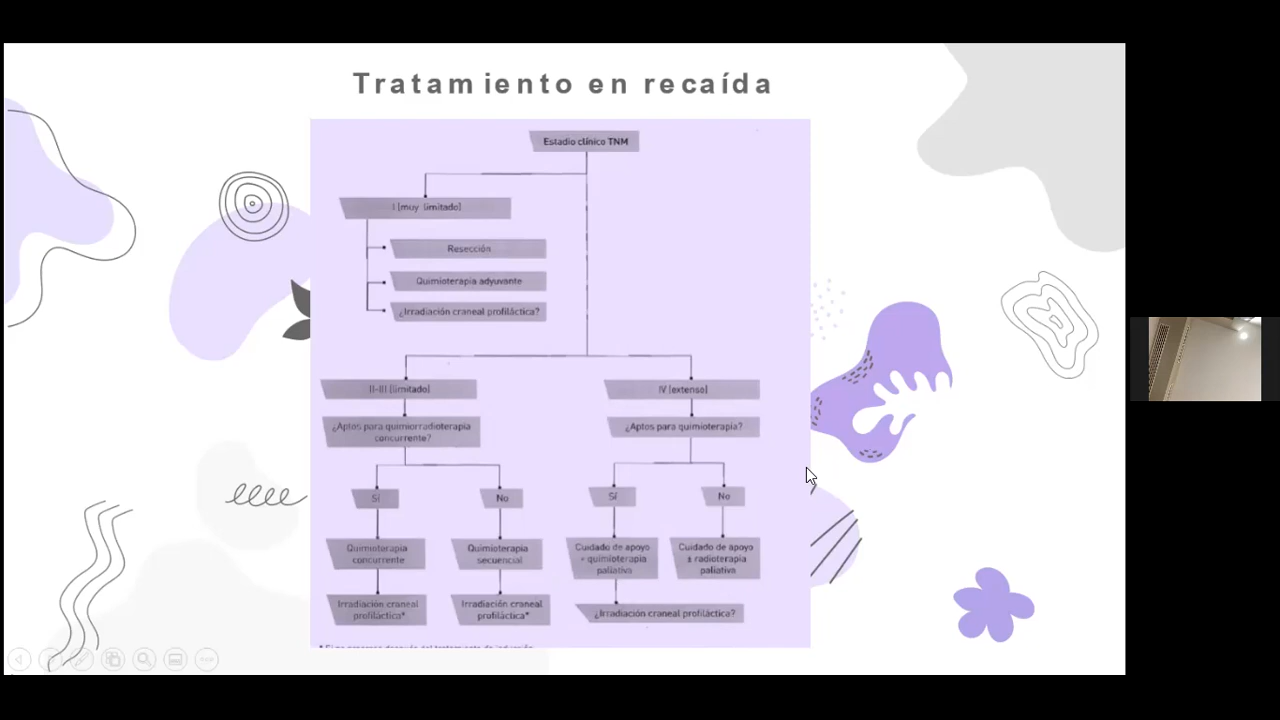 Tratamiento en recaída
Estadio clínico TNM
I (muy limitado)
Resección
Quimioterapia adyuvante
¿Irradiación craneal profiláctica?
II-III (limitado)
IV (extenso)
¿Aptos para quimiorradioterapia
concurrente?
¿Aptos para quimioterapia?
Sí
No
Sí
No
Quimioterapia
concurrente
Quimioterapia
secuencial
Cuidado de apoyo
+ quimioterapia
paliativa
Cuidado de apoyo
± radioterapia
paliativa
Irradiación craneal
profiláctica*
Irradiación craneal
profiláctica*
¿Irradiación craneal profiláctica?